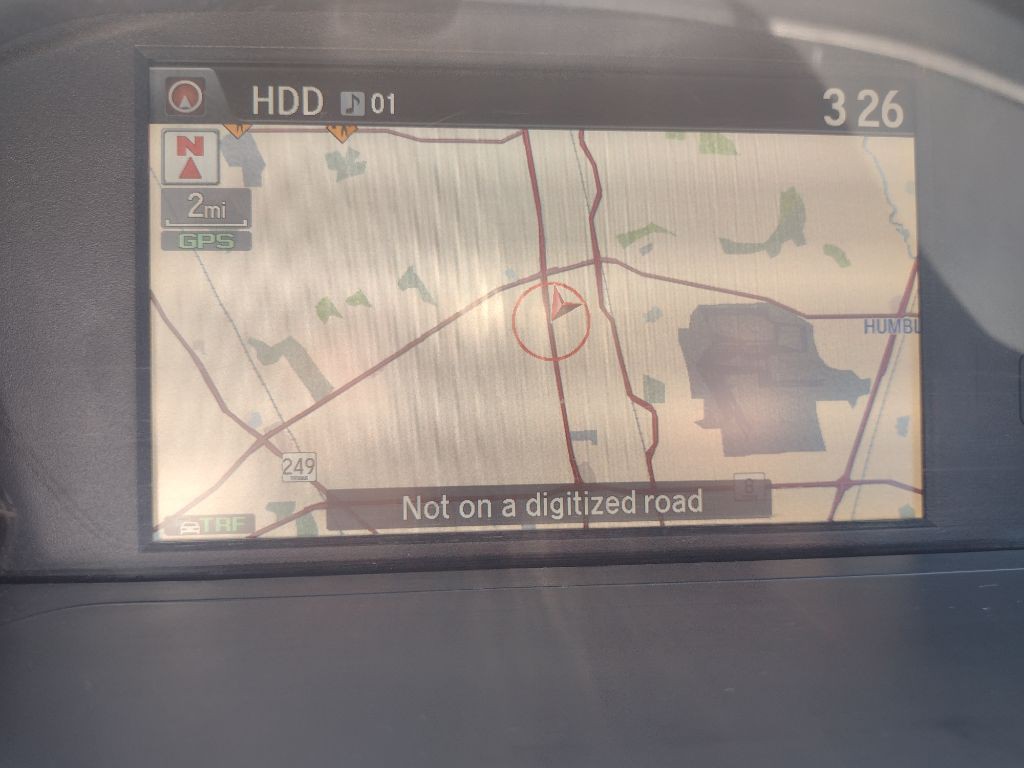 HDD 01
3 26
N
2mi
GPS
HUMBL
249
8
Not on a digitized road
TRF